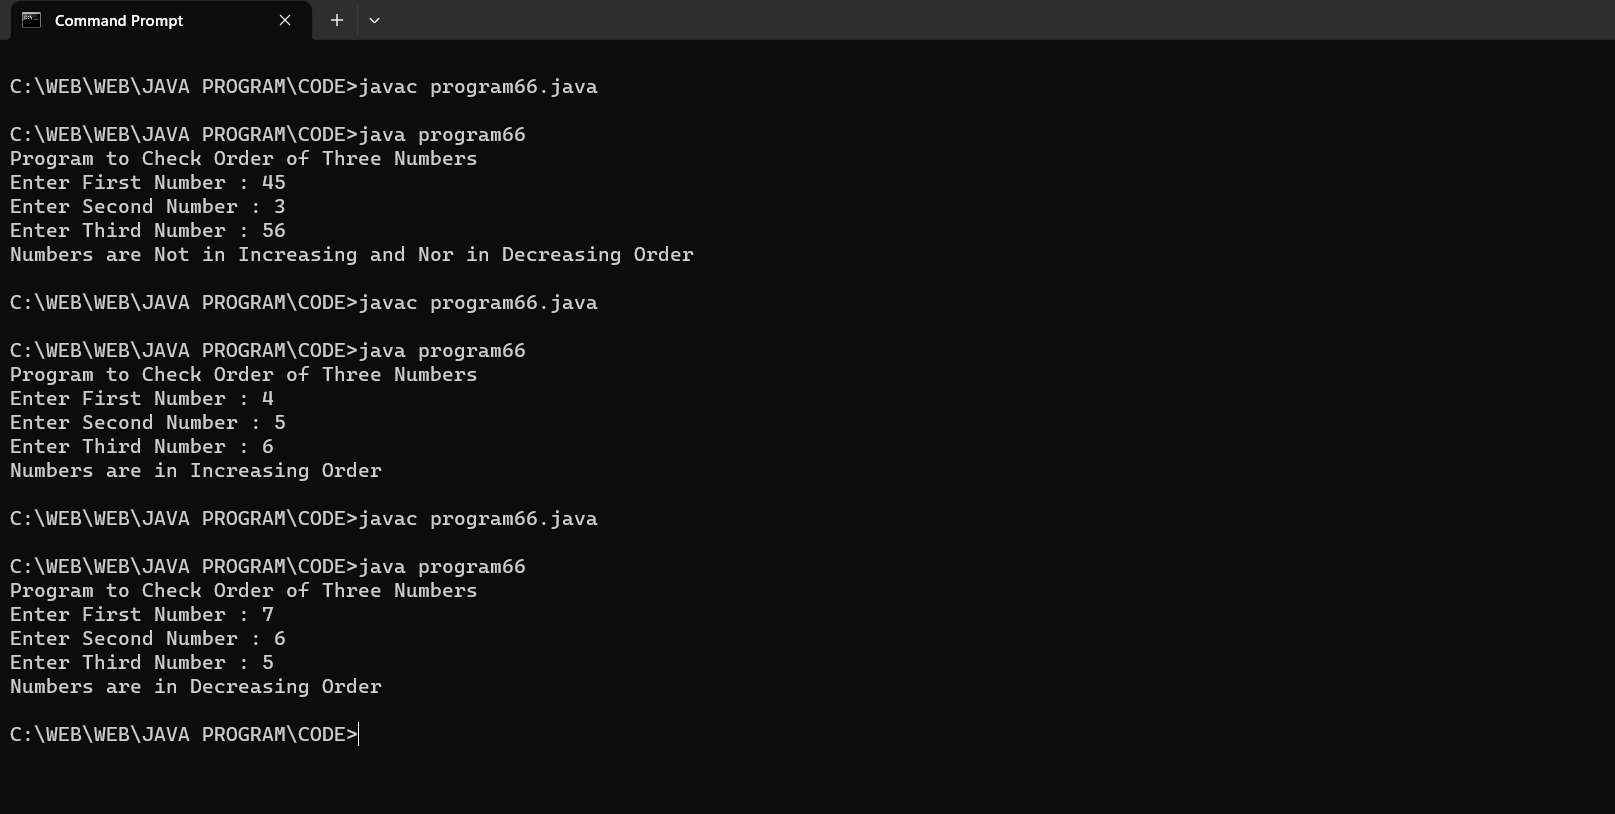 Command Prompt
C:\WEB\WEB\JAVA PROGRAM\CODE>javac program66.java
C:\WEB\WEB\JAVA PROGRAM\CODE>java program66
Program to Check Order of Three Numbers
Enter First Number : 45
Enter Second Number : 3
Enter Third Number : 56
Numbers are Not in Increasing and Nor in Decreasing Order
C:\WEB\WEB\JAVA PROGRAM\CODE>javac program66.java
C:\WEB\WEB\JAVA PROGRAM\CODE>java program66
Program to Check Order of Three Numbers
Enter First Number : 4
Enter Second Number : 5
Enter Third Number : 6
Numbers are in Increasing Order
C:\WEB\WEB\JAVA PROGRAM\CODE>javac program66.java
C:\WEB\WEB\JAVA PROGRAM\CODE>java program66
Program to Check Order of Three Numbers
Enter First Number : 7
Enter Second Number : 6
Enter Third Number : 5
Numbers are in Decreasing Order
C:\WEB\WEB\JAVA PROGRAM\CODE>